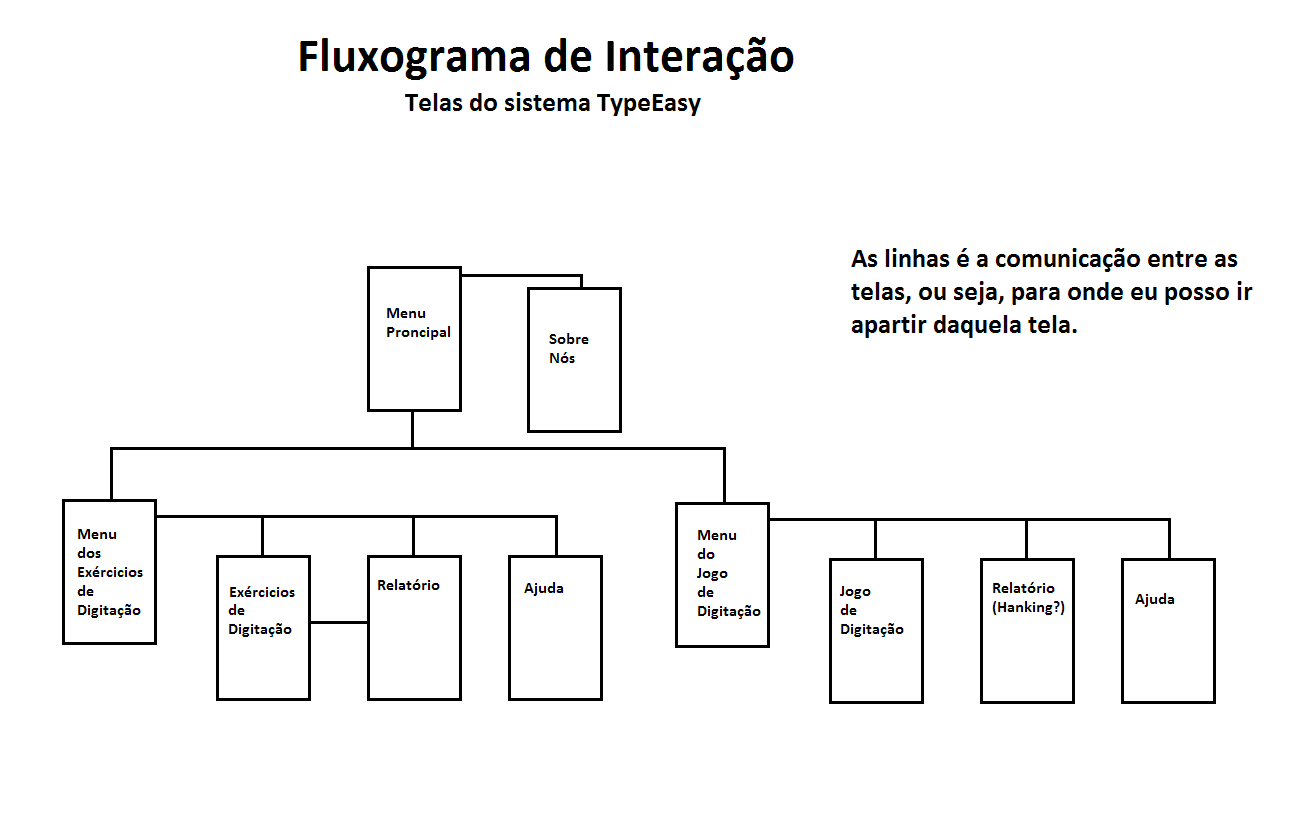 Fluxograma de Interação
Telas do sistema TypeEasy
As linhas é a comunicação entre as
telas, ou seja, para onde eu posso ir
apartir daquela tela.
Menu
Proncipal
Sobre
Nós
Menu
dos
Exércicios
de
Digitação
Exércicios
de
Digitação
Relatório
Ajuda
Menu
do
Jogo
de
Digitação
Jogo
de
Digitação
Relatório
(Hanking?)
Ajuda